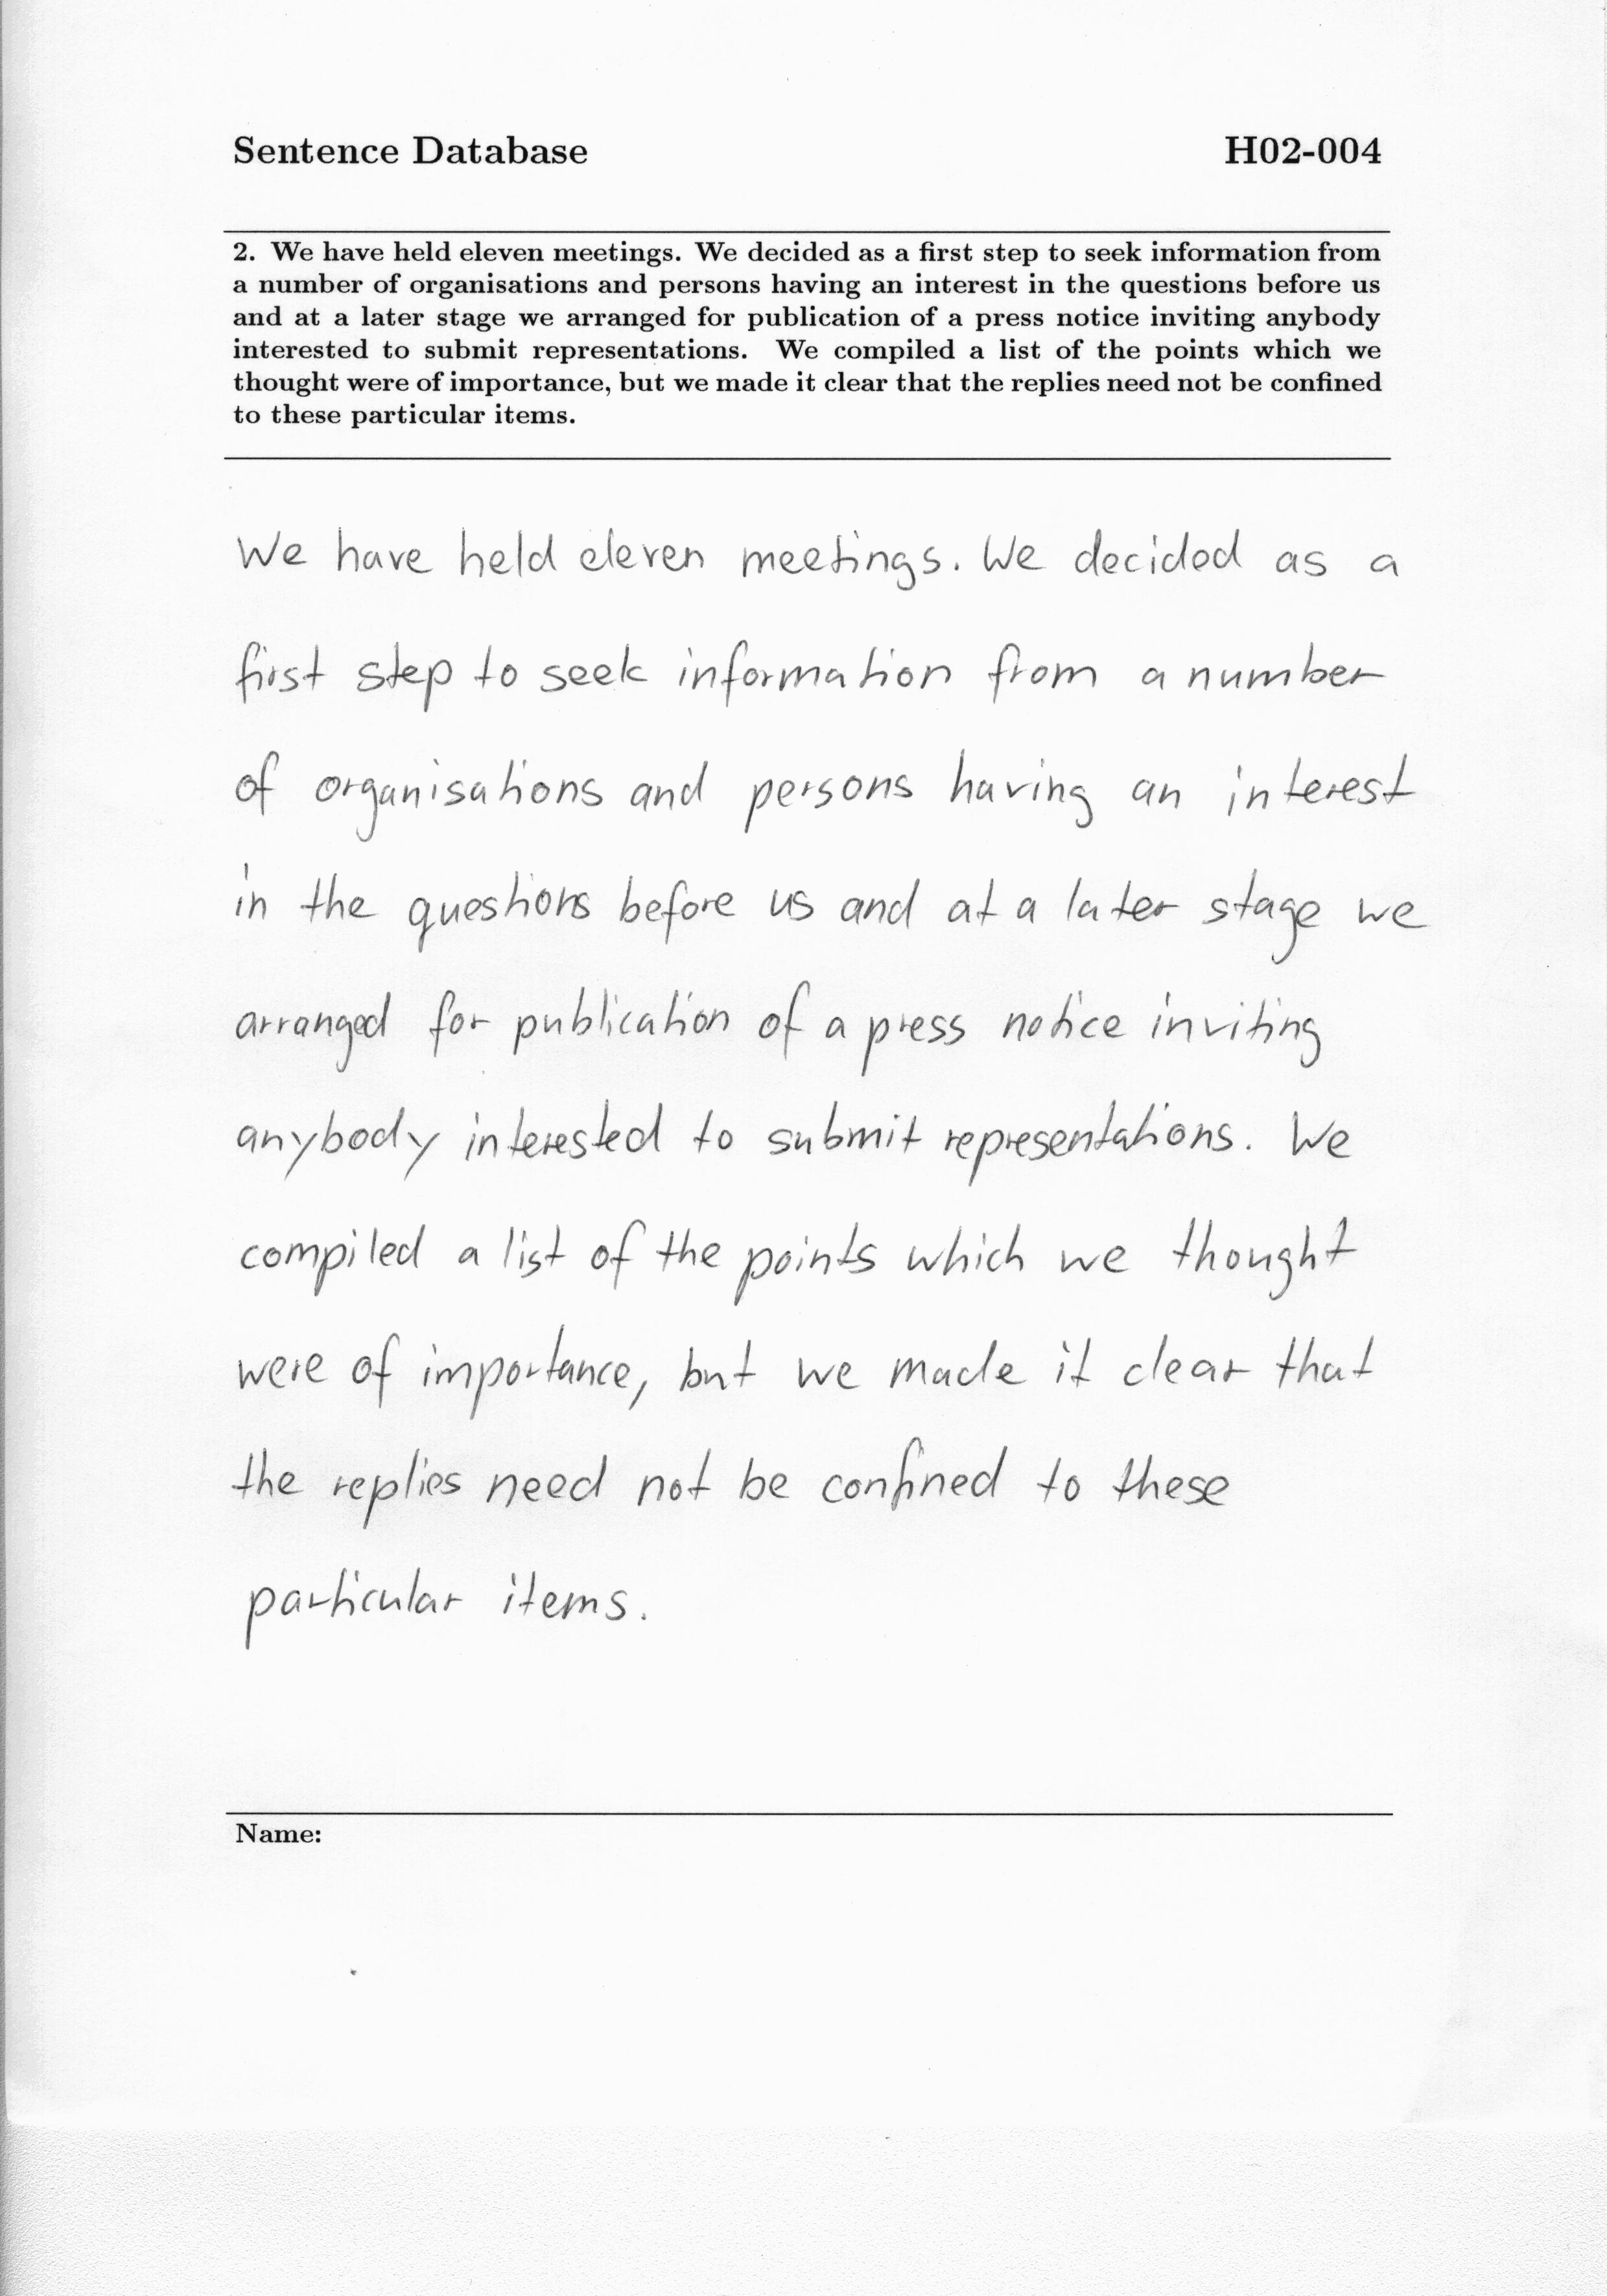 Sentence Database H02-004
2. We have held eleven meetings. We decided as a first step to seek information from
a number of organisations and persons having an interest in the questions before us
and at a later stage we arranged for publication of a press notice inviting anybody
interested to submit representations. We compiled a list of the points which we
thought were of importance, but we made it clear that the replies need not be confined
to these particular items.
We have held eleven meetings. We decided as a
first step to seek information from a number
of organisations and persons having an interest
in the questions before us and at a later stage we
arranged for publication of a press notice inviting
anybody interested to submit representations. We
compiled a list of the points which we thought
were of importance, but we made it clear that
the replies need not be confined to these
particular items.
Name: